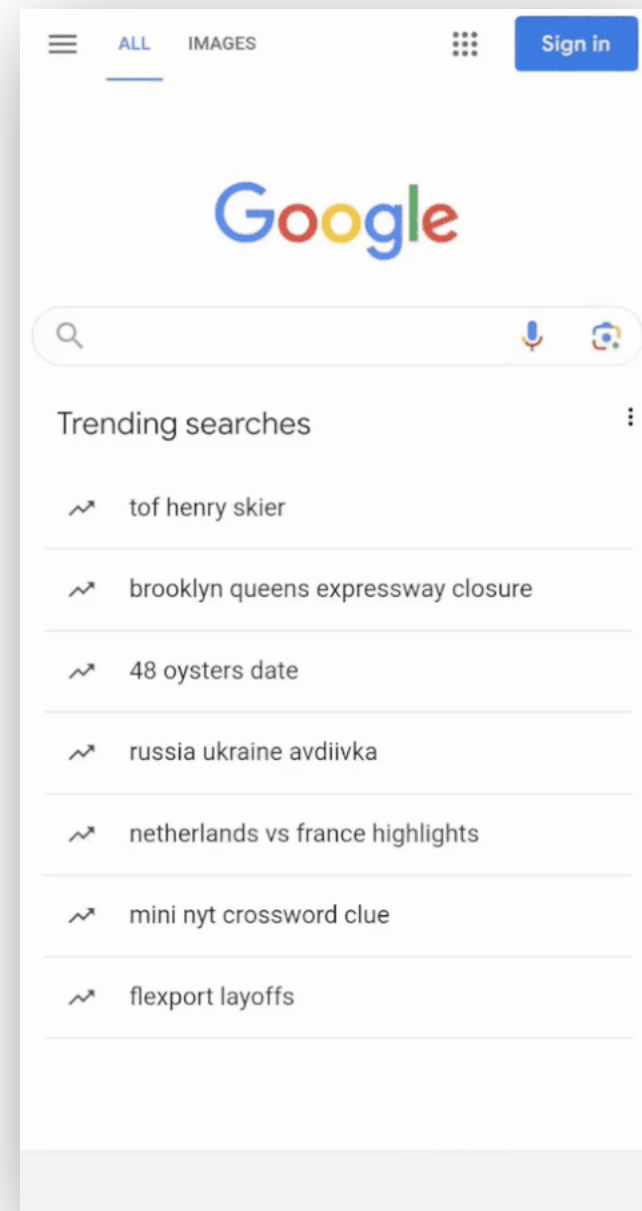 ALL IMAGES Sign in
Google
Trending searches
tof henry skier
brooklyn queens expressway closure
48 oysters date
russia ukraine avdiivka
netherlands vs france highlights
mini nyt crossword clue
flexport layoffs